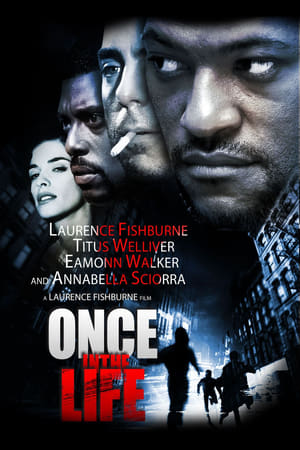 Laurence Fishburne
Titus Welliver
Eamonn Walker
and Annabella Sciorra
A Laurence Fishburne Film
ONCE
IN THE
LIFE